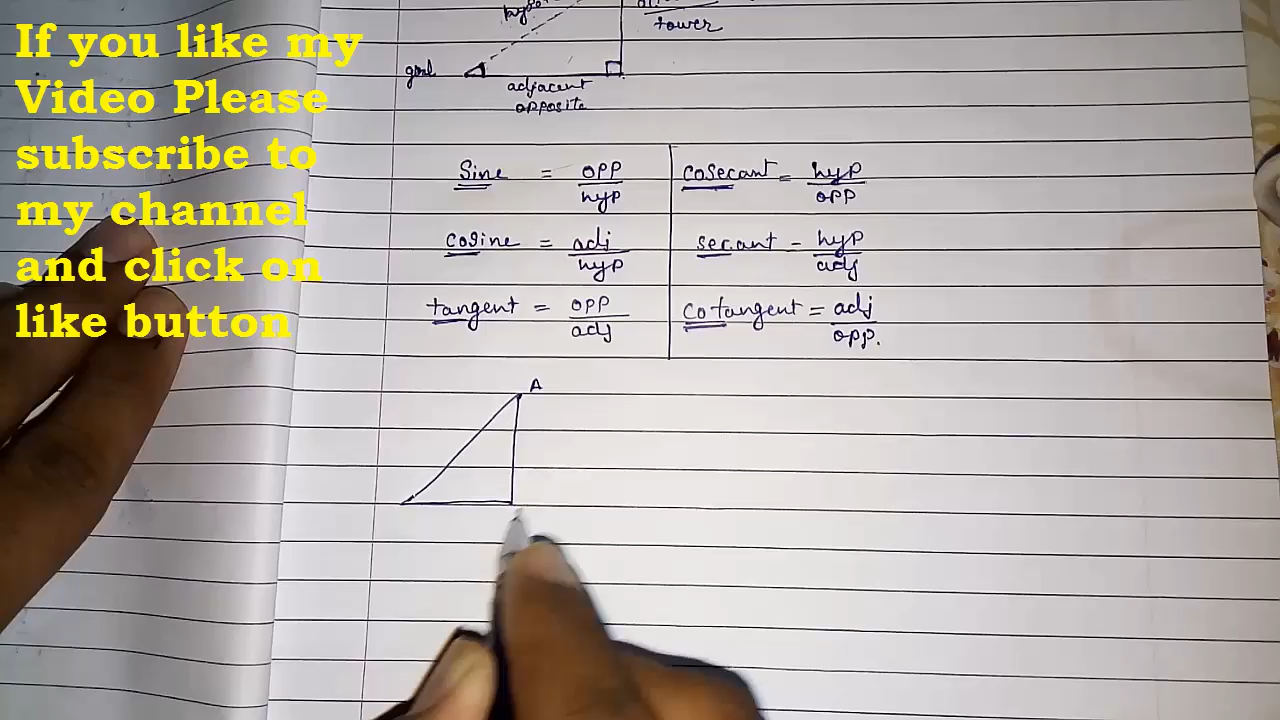 If you like my
Video Please
subscribe to
my channel
and click on
like button
tower
goal
adjacent
opposite
Sine = opp/hyp
cosecant = hyp/opp
cosine = adj/hyp
secant = hyp/adj
tangent = opp/adj
cotangent = adj/opp.
A